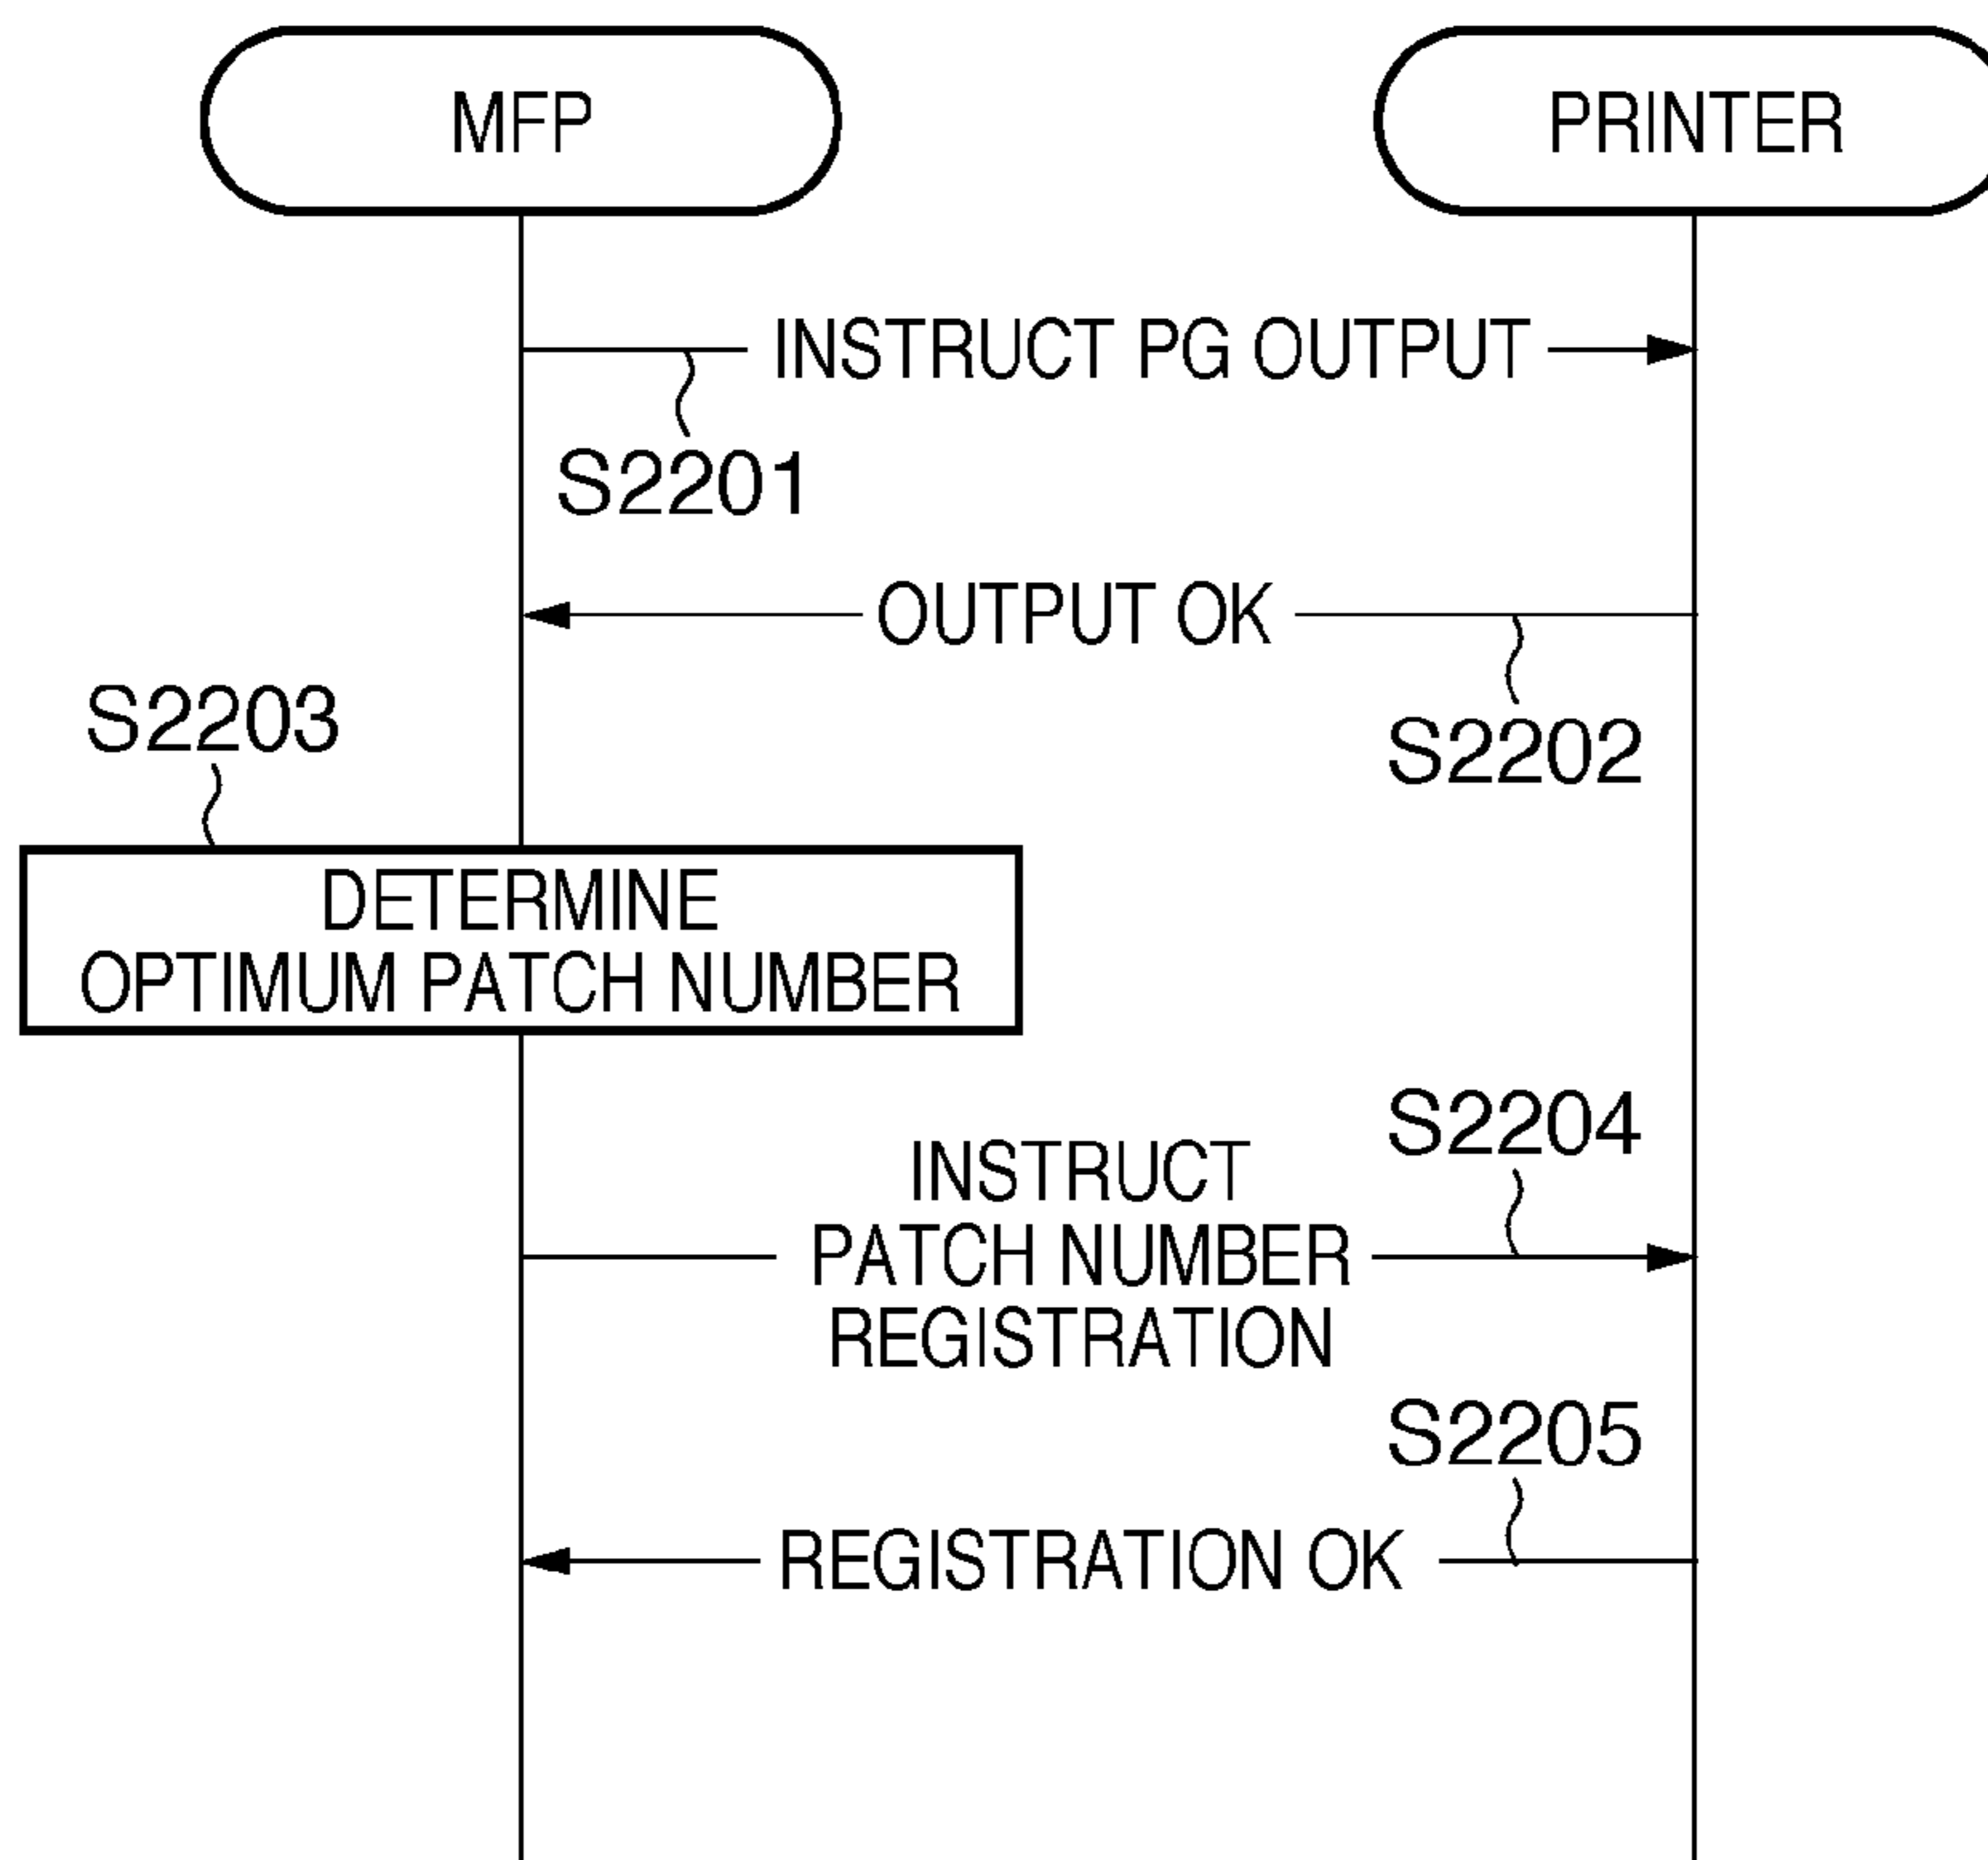 MFP
PRINTER
INSTRUCT PG OUTPUT
S2201
OUTPUT OK
S2202
S2203
DETERMINE
OPTIMUM PATCH NUMBER
S2204
INSTRUCT
PATCH NUMBER
REGISTRATION
S2205
REGISTRATION OK